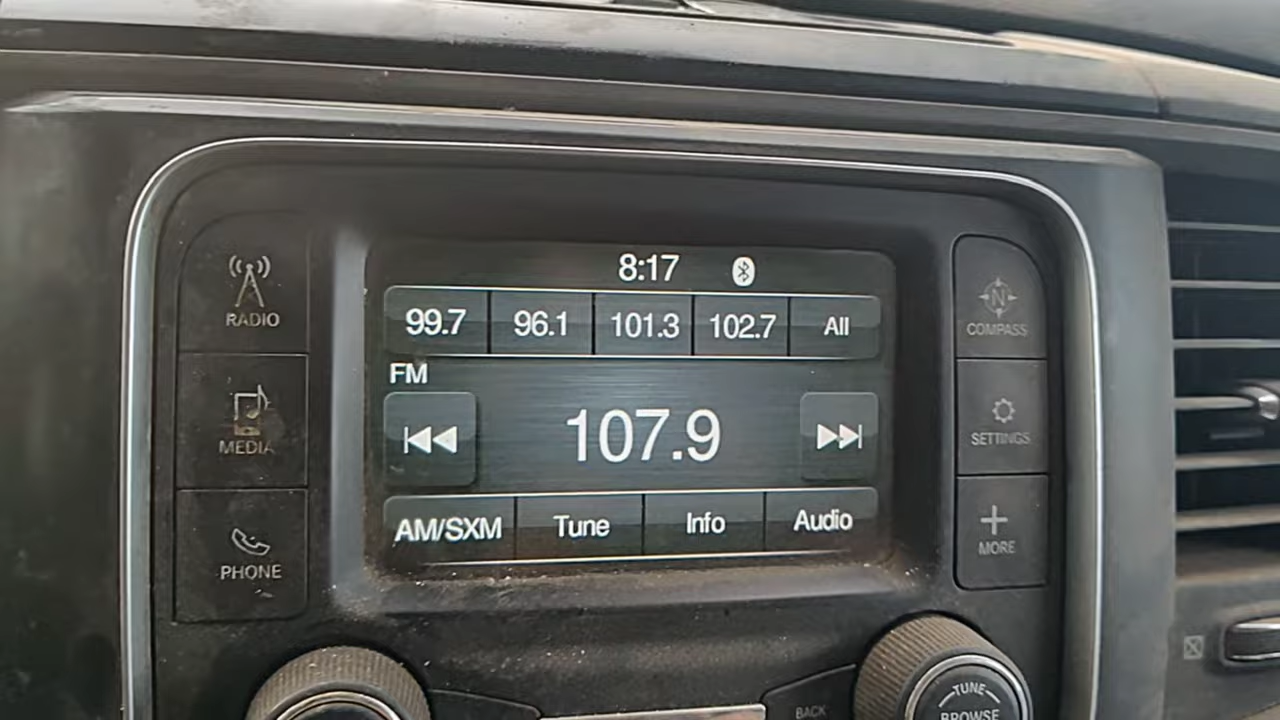 8:17
99.7 96.1 101.3 102.7 All
FM
107.9
AM/SXM Tune Info Audio
RADIO
MEDIA
PHONE
N
COMPASS
SETTINGS
MORE
BACK
TUNE
BROWSE